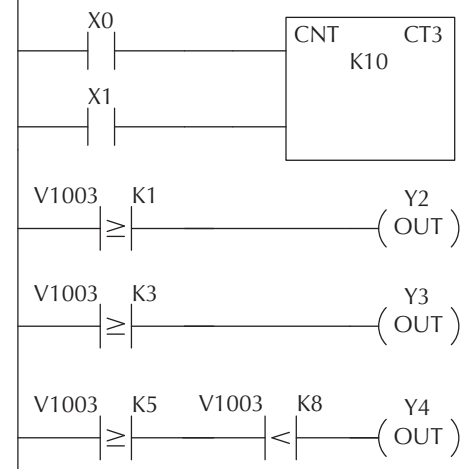 X0
CNT CT3
K10
X1
V1003 K1 Y2
≥ OUT
V1003 K3 Y3
≥ OUT
V1003 K5 V1003 K8 Y4
≥ < OUT